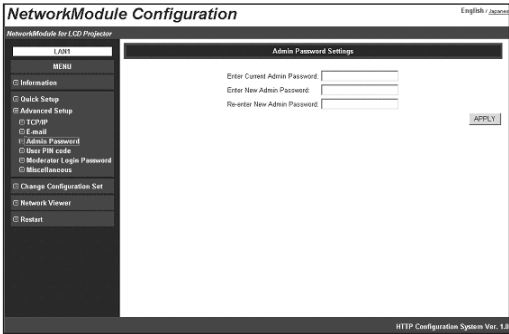 NetworkModule Configuration
English / Japanese
NetworkModule for LCD Projector
LAN1
MENU
Information
Quick Setup
Advanced Setup
TCP/IP
E-mail
Admin Password
User PIN code
Moderator Login Password
Miscellaneous
Change Configuration Set
Network Viewer
Restart
Admin Password Settings
Enter Current Admin Password:
Enter New Admin Password:
Re-enter New Admin Password:
APPLY
HTTP Configuration System Ver. 1.0